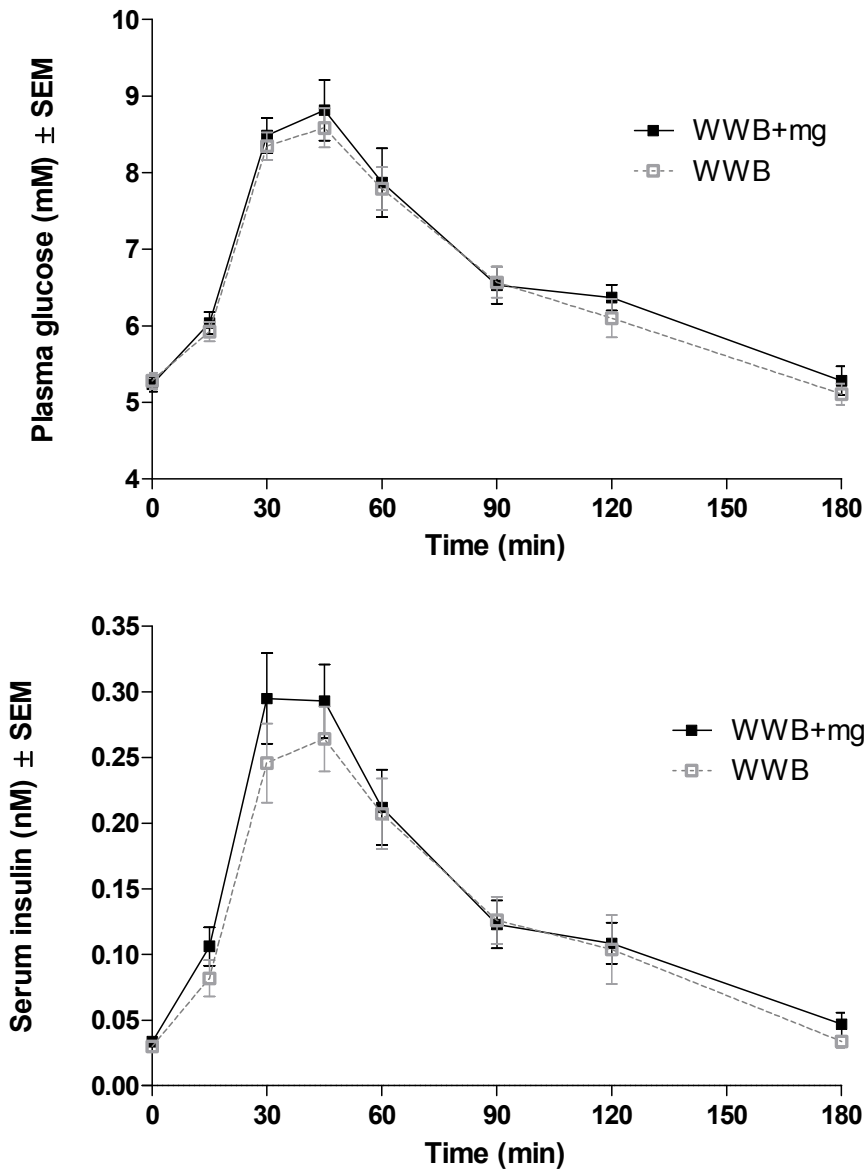 10
9
8
7
6
5
4
Plasma glucose (mM) ± SEM
WWB+mg
WWB
0 30 60 90 120 150 180
Time (min)
0.35
0.30
0.25
0.20
0.15
0.10
0.05
0.00
Serum insulin (nM) ± SEM
WWB+mg
WWB
0 30 60 90 120 150 180
Time (min)